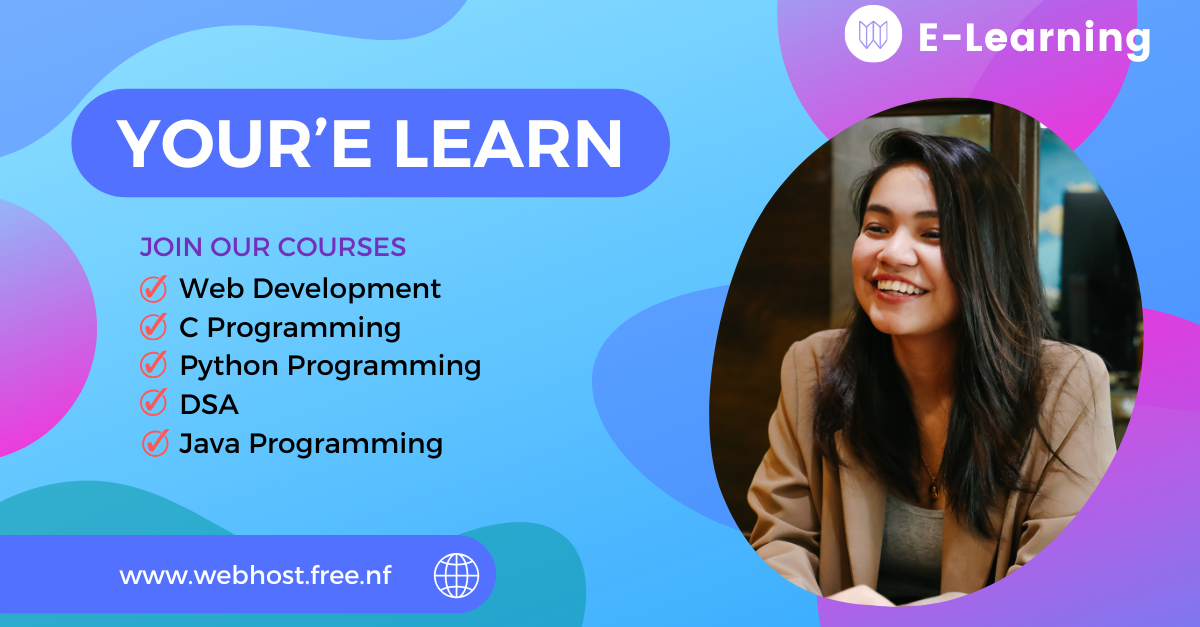 E-Learning
YOUR'E LEARN
JOIN OUR COURSES
Web Development
C Programming
Python Programming
DSA
Java Programming
www.webhost.free.nf